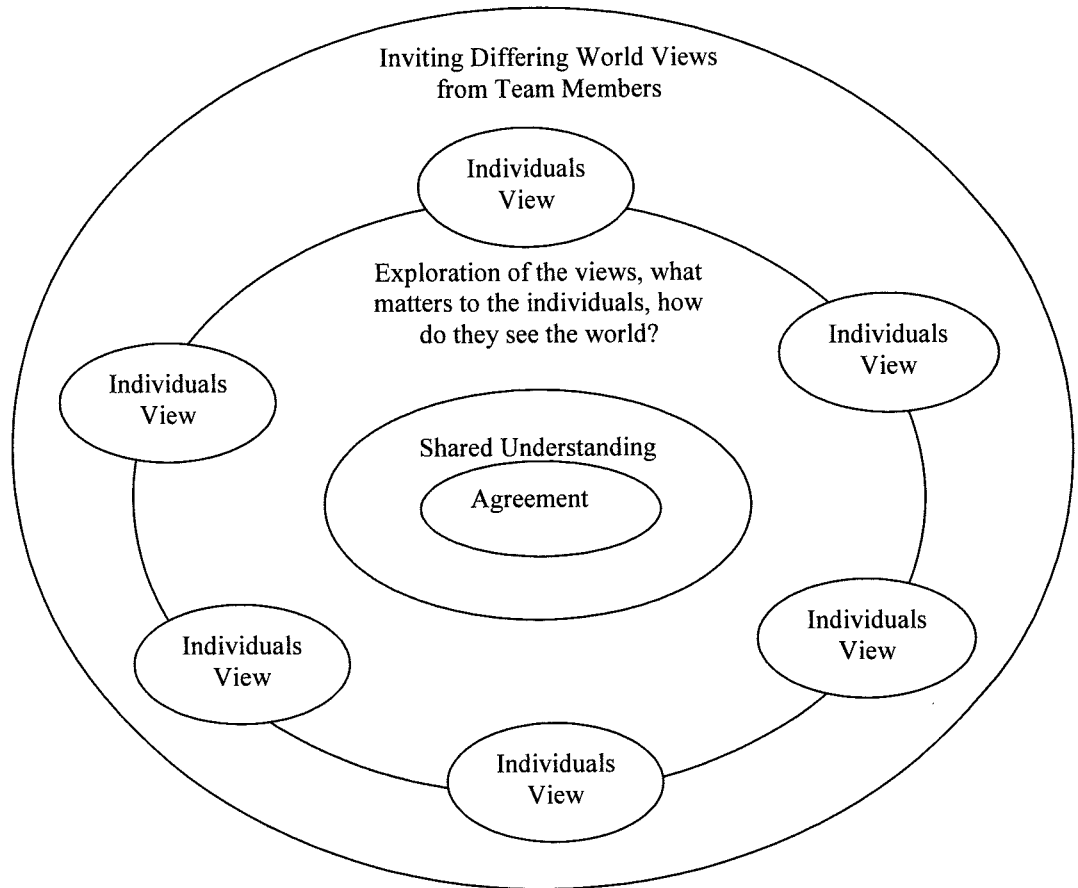 Inviting Differing World Views
from Team Members
Individuals
View
Exploration of the views, what
matters to the individuals, how
do they see the world?
Individuals
View
Individuals
View
Shared Understanding
Agreement
Individuals
View
Individuals
View
Individuals
View